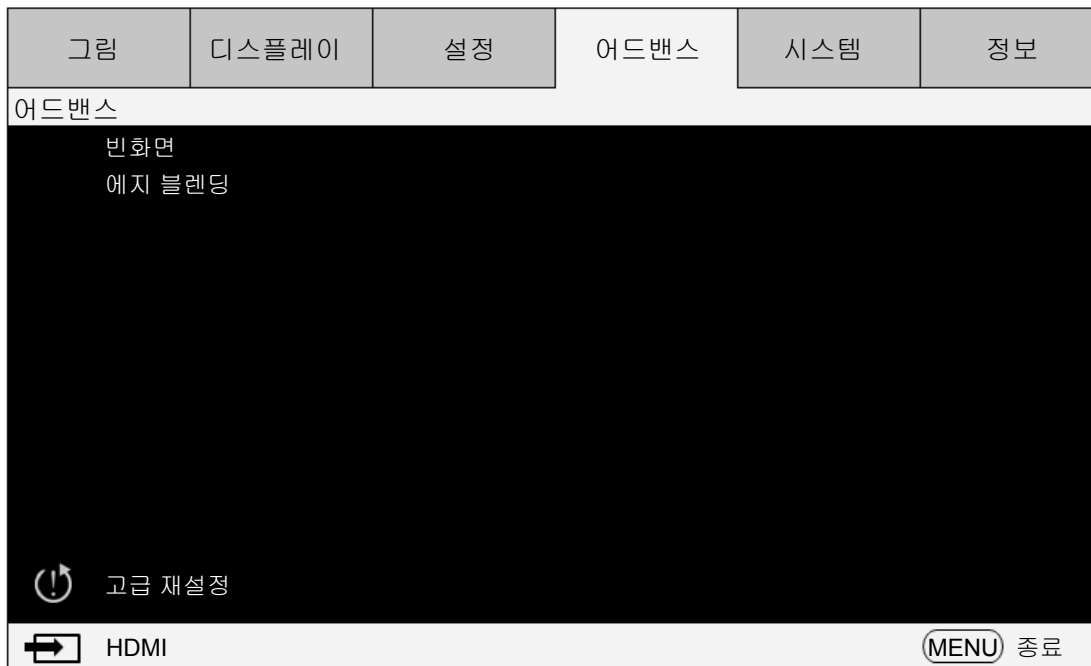 그림 디스플레이 설정 어드밴스 시스템 정보
어드밴스
빈화면
에지 블렌딩
고급 재설정
HDMI MENU 종료